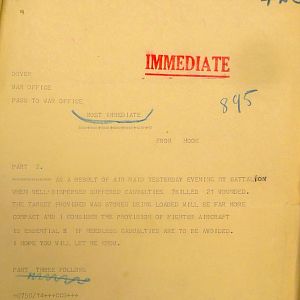 IMMEDIATE
DOVER
WAR OFFICE
PASS TO WAR OFFICE
895
MOST IMMEDIATE
FROM HOOK
PART 2.
AS A RESULT OF AIR RAID YESTERDAY EVENING MY BATTALION
WHEN WELL DISPERSED SUFFERED CASUALTIES KILLED 21 WOUNDED.
THE TARGET PROVIDED WAS STORES BEING LOADED WILL BE FAR MORE
COMPACT AND I CONSIDER THE PROVISION OF FIGHTER AIRCRAFT
IS ESSENTIAL IF NEEDLESS CASUALTIES ARE TO BE AVOIDED.
I HOPE YOU WILL LET ME KNOW.
PART THREE FOLLOWS